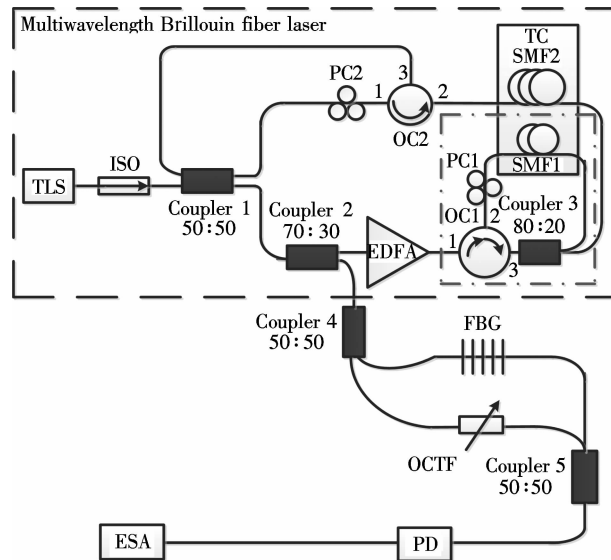 Multiwavelength Brillouin fiber laser
TC
SMF2
PC2
3
1
2
OC2
SMF1
PC1
ISO
TLS
Coupler 1
50:50
Coupler 2
70:30
OC1
2
Coupler 3
80:20
EDFA
1
3
Coupler 4
50:50
FBG
OCTF
Coupler 5
50:50
ESA
PD